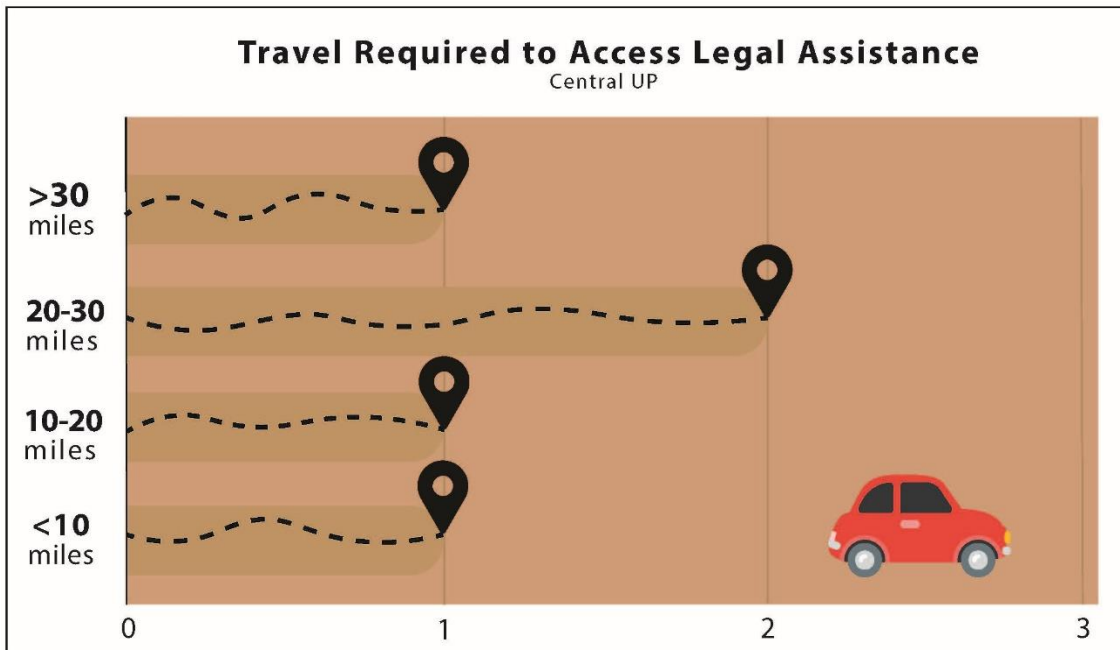 Travel Required to Access Legal Assistance
Central UP
>30
miles
20-30
miles
10-20
miles
<10
miles
0 1 2 3